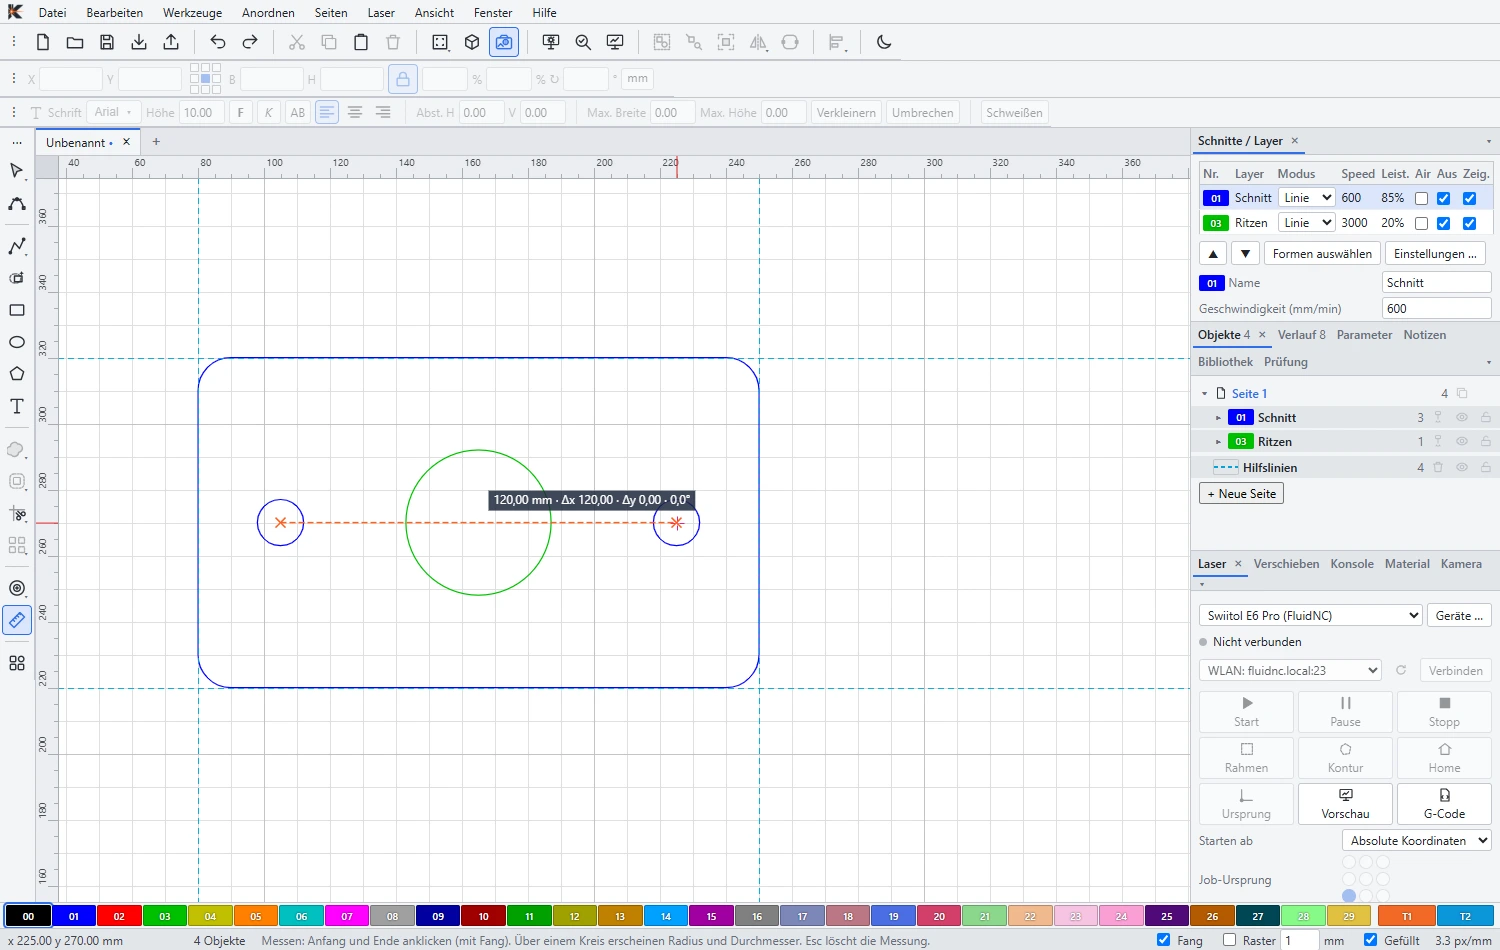 Datei Bearbeiten Werkzeuge Anordnen Seiten Laser Ansicht Fenster Hilfe
X Y B H % % ° mm
Schrift Arial Höhe 10.00 F K AB Abst. H 0.00 V 0.00 Max. Breite 0.00 Max. Höhe 0.00 Verkleinern Umbrechen Schweißen
Unbenannt • × +
40 60 80 100 120 140 160 180 200 220 240 260 280 300 320 340 360
360
340
320
300
280
260
240
220
200
180
160
120,00 mm · Δx 120,00 · Δy 0,00 · 0,0°
Schnitte / Layer ×
Nr. Layer Modus Speed Leist. Air Aus Zeig.
01 Schnitt Linie 600 85%
03 Ritzen Linie 3000 20%
▲ ▼ Formen auswählen Einstellungen ...
01 Name Schnitt
Geschwindigkeit (mm/min) 600
Objekte 4 × Verlauf 8 Parameter Notizen
Bibliothek Prüfung
Seite 1 4
01 Schnitt 3
03 Ritzen 1
Hilfslinien 4
+ Neue Seite
Laser × Verschieben Konsole Material Kamera
Swiitol E6 Pro (FluidNC) Geräte ...
Nicht verbunden
WLAN: fluidnc.local:23 Verbinden
Start Pause Stopp
Rahmen Kontur Home
Ursprung Vorschau G-Code
Starten ab Absolute Koordinaten
Job-Ursprung
00 01 02 03 04 05 06 07 08 09 10 11 12 13 14 15 16 17 18 19 20 21 22 23 24 25 26 27 28 29 T1 T2
x 225.00 y 270.00 mm 4 Objekte Messen: Anfang und Ende anklicken (mit Fang). Über einem Kreis erscheinen Radius und Durchmesser. Esc löscht die Messung. Fang Raster 1 mm Gefüllt 3.3 px/mm